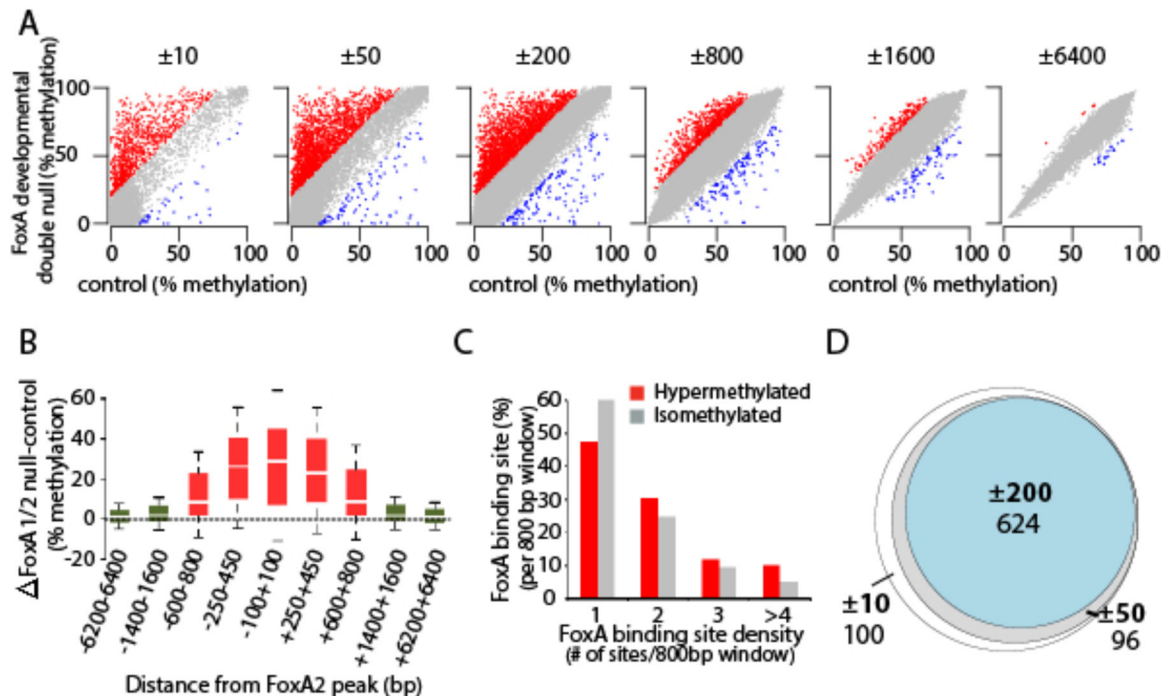 A
±10 ±50 ±200 ±800 ±1600 ±6400
FoxA developmental
double null (% methylation)
100
50
0
0 50 100 0 50 100 0 50 100 0 50 100 0 50 100 0 50 100
control (% methylation) control (% methylation) control (% methylation)
B
ΔFoxA1/2 null-control
(% methylation)
60
40
20
0
-20
-6200-6400
-1400-1600
-600-800
-250-450
-100+100
+250+450
+600+800
+1400+1600
+6200+6400
Distance from FoxA2 peak (bp)
C
Hypermethylated
Isomethylated
FoxA binding site (%)
(per 800 bp window)
60
50
40
30
20
10
0
1 2 3 >4
FoxA binding site density
(# of sites/800bp window)
D
±200
624
±10
100
±50
96